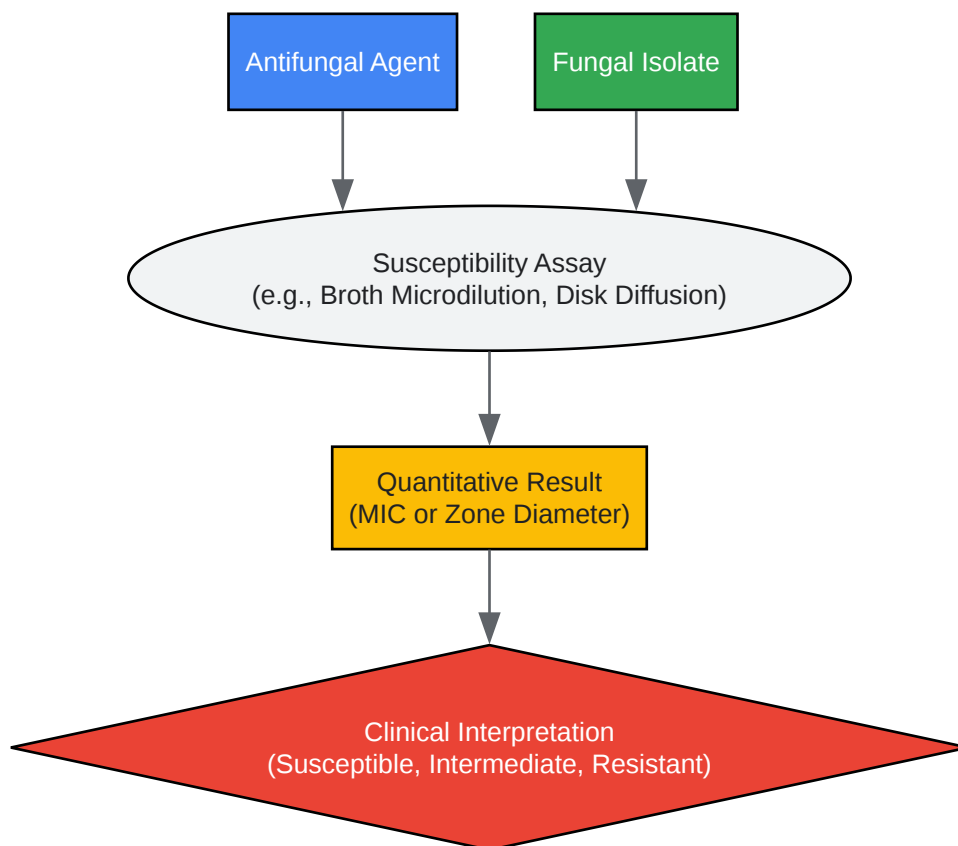 Antifungal Agent
Fungal Isolate
Susceptibility Assay
(e.g., Broth Microdilution, Disk Diffusion)
Quantitative Result
(MIC or Zone Diameter)
Clinical Interpretation
(Susceptible, Intermediate, Resistant)